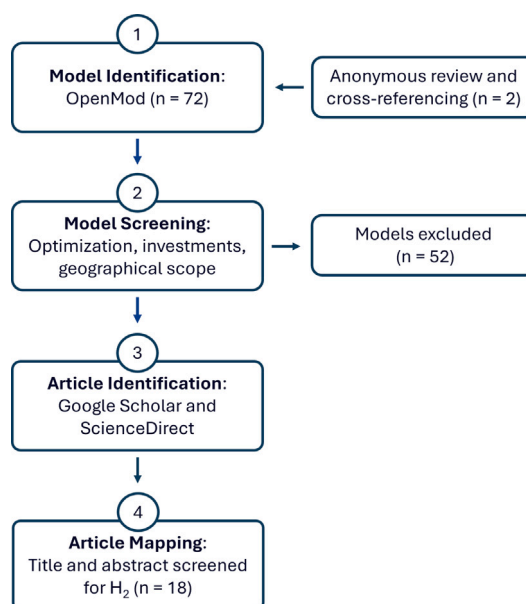 1
Model Identification:
OpenMod (n = 72)
Anonymous review and
cross-referencing (n = 2)
2
Model Screening:
Optimization, investments,
geographical scope
Models excluded
(n = 52)
3
Article Identification:
Google Scholar and
ScienceDirect
4
Article Mapping:
Title and abstract screened
for H₂ (n = 18)